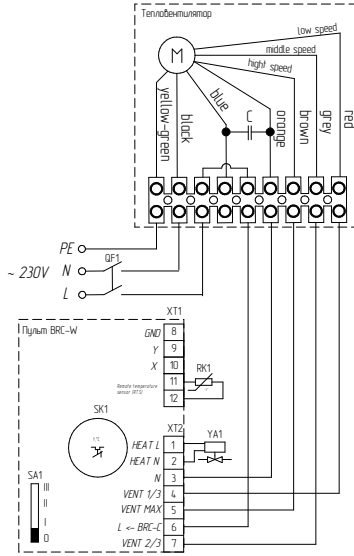 Тепловентилятор
low speed
middle speed
hight speed
M
yellow-green
black
blue
C
orange
brown
grey
red
PE
~ 230V
N
QF1
L
XT1
Пульт BRC-W
GND 8
Y 9
X 10
Remote temperature
sensor (RTS)
11
12
RK1
SK1
t,°C
XT2
HEAT L 1
HEAT N 2
YA1
N 3
VENT 1/3 4
VENT MAX 5
L <- BRC-C 6
VENT 2/3 7
SA1
III
II
I
0